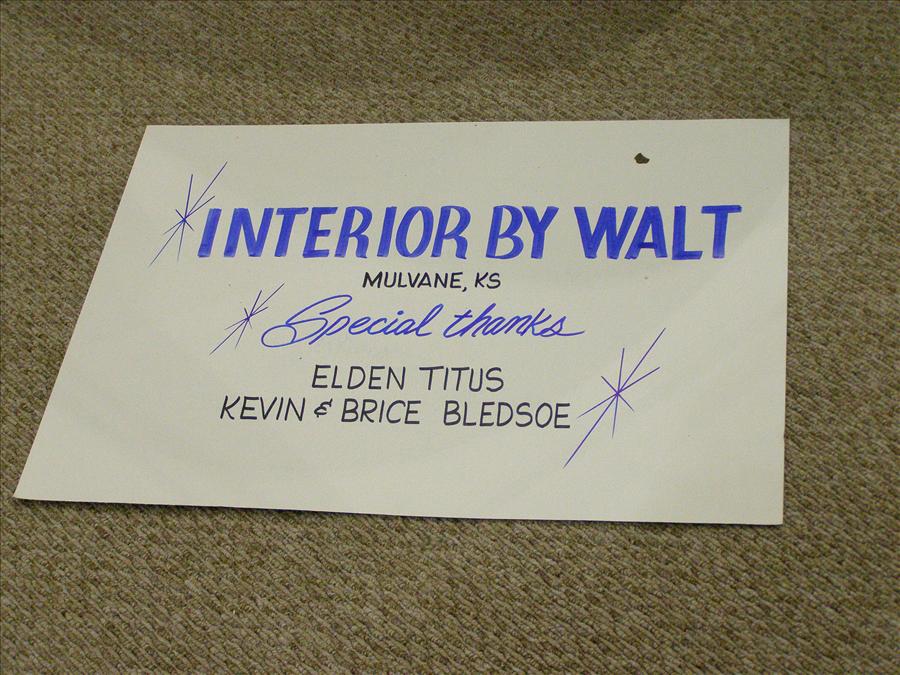 INTERIOR BY WALT
MULVANE, KS
Special thanks
ELDEN TITUS
KEVIN & BRICE BLEDSOE